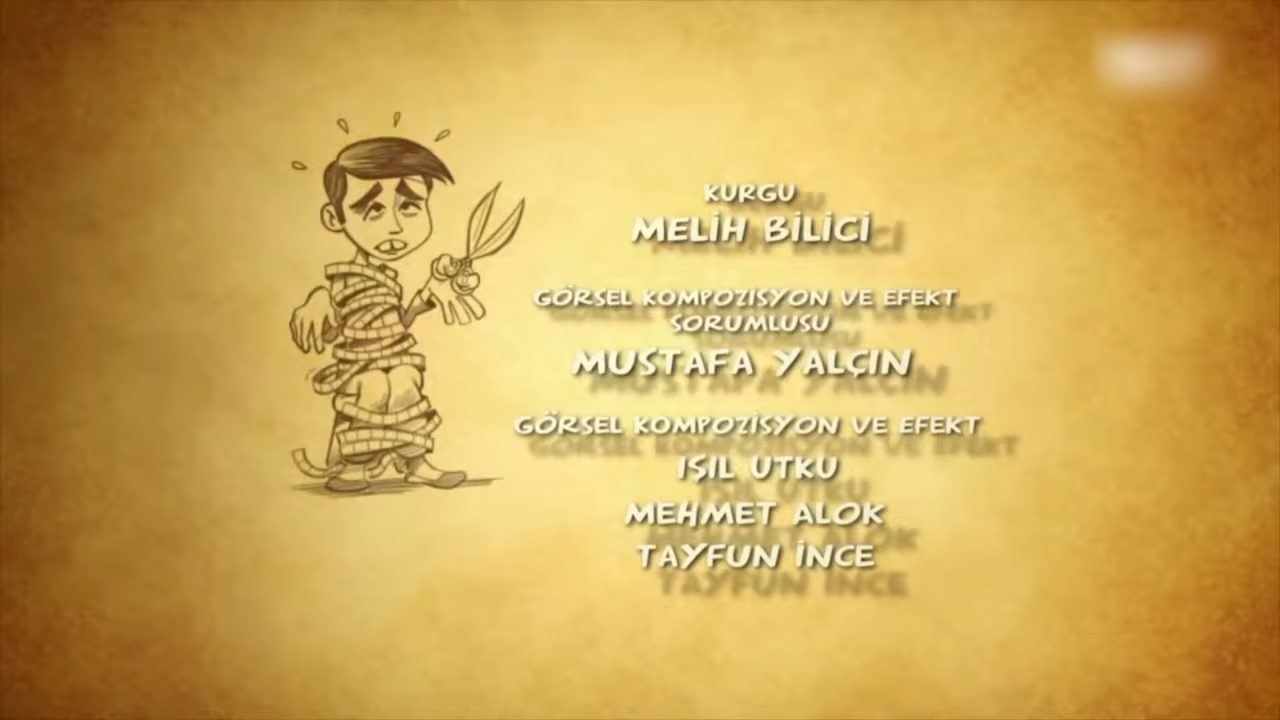 KURGU
MELİH BİLİCİ
GÖRSEL KOMPOZİSYON VE EFEKT
SORUMLUSU
MUSTAFA YALÇIN
GÖRSEL KOMPOZİSYON VE EFEKT
IŞIL UTKU
MEHMET ALOK
TAYFUN İNCE